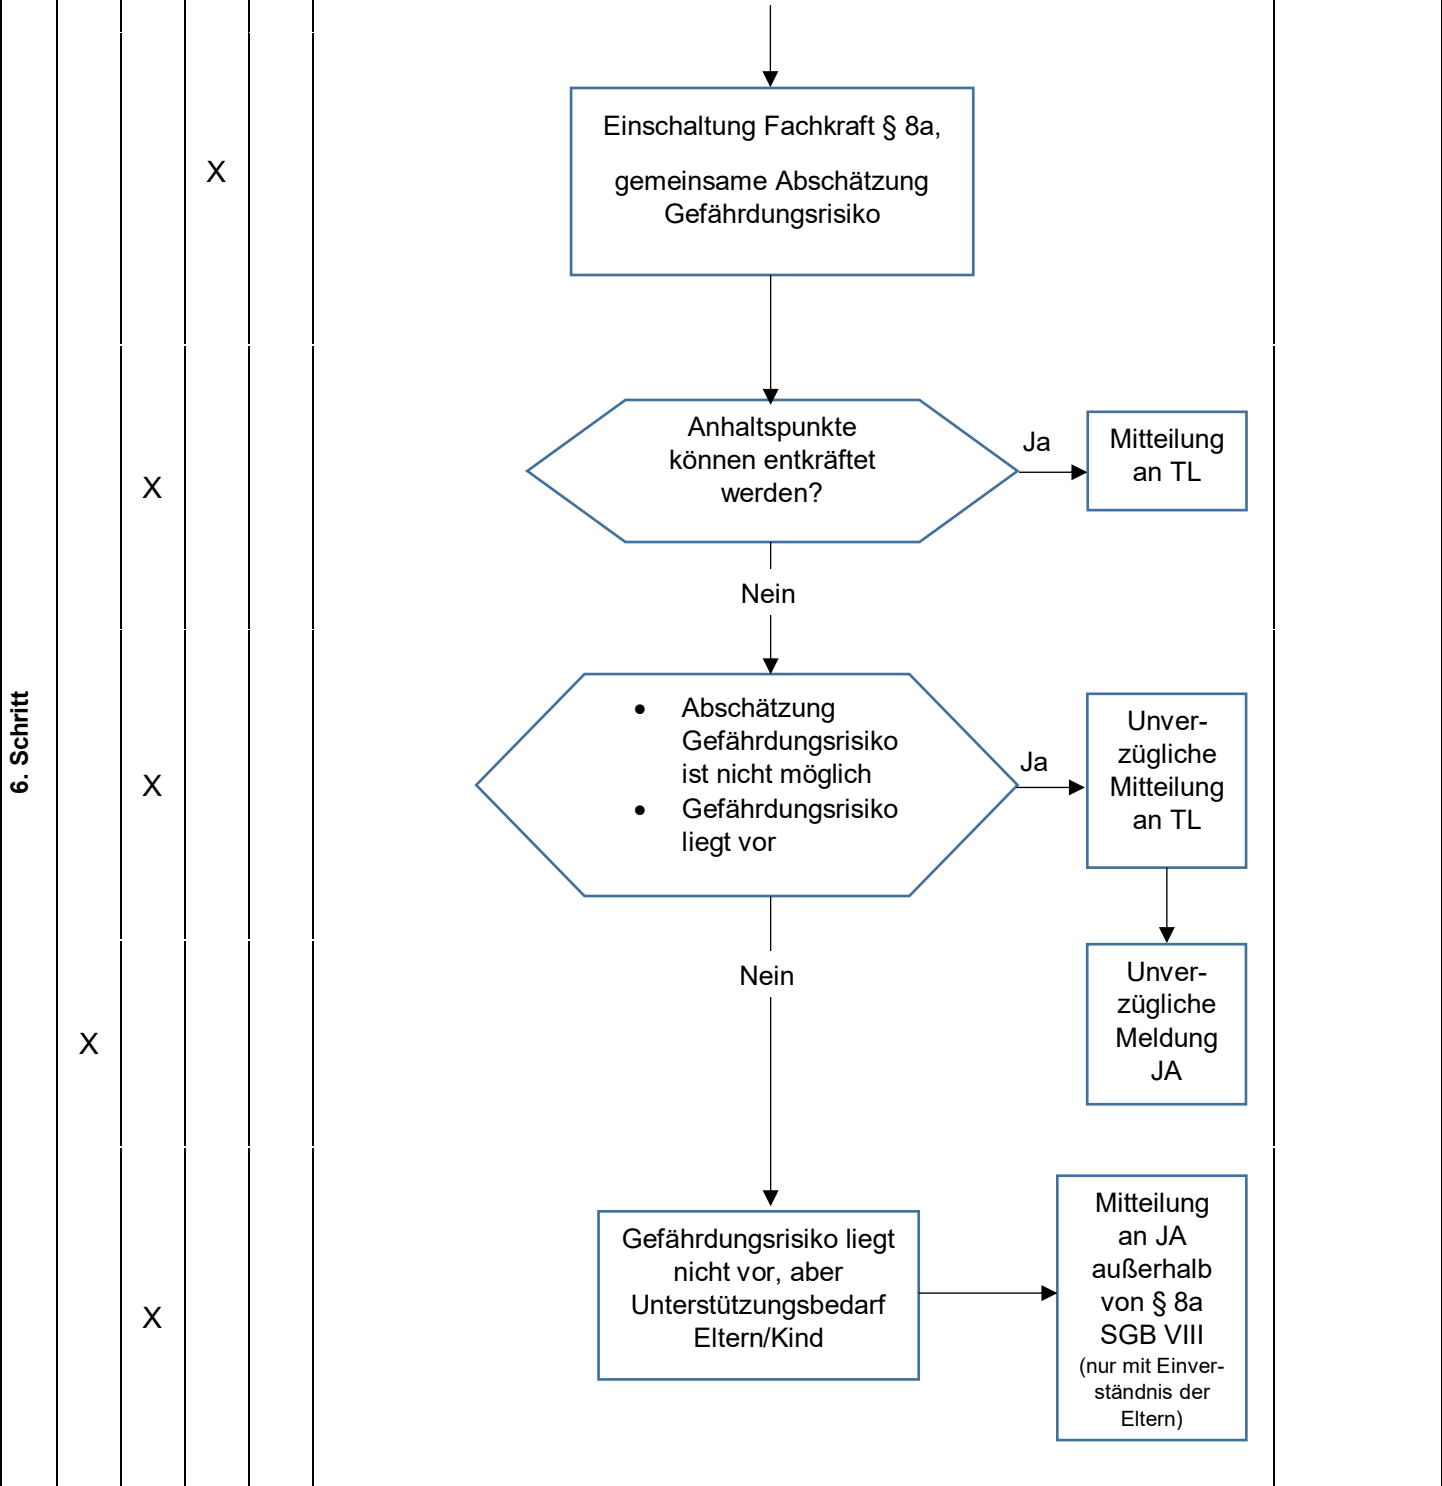 Einschaltung Fachkraft § 8a,
gemeinsame Abschätzung
Gefährdungsrisiko
X
Anhaltspunkte
können entkräftet
werden?
Ja
Mitteilung
an TL
X
Nein
6. Schritt
• Abschätzung
Gefährdungsrisiko
ist nicht möglich
• Gefährdungsrisiko
liegt vor
Ja
Unver-
zügliche
Mitteilung
an TL
X
Nein
Unver-
zügliche
Meldung
JA
X
Gefährdungsrisiko liegt
nicht vor, aber
Unterstützungsbedarf
Eltern/Kind
Mitteilung
an JA
außerhalb
von § 8a
SGB VIII
(nur mit Einver-
ständnis der
Eltern)
X